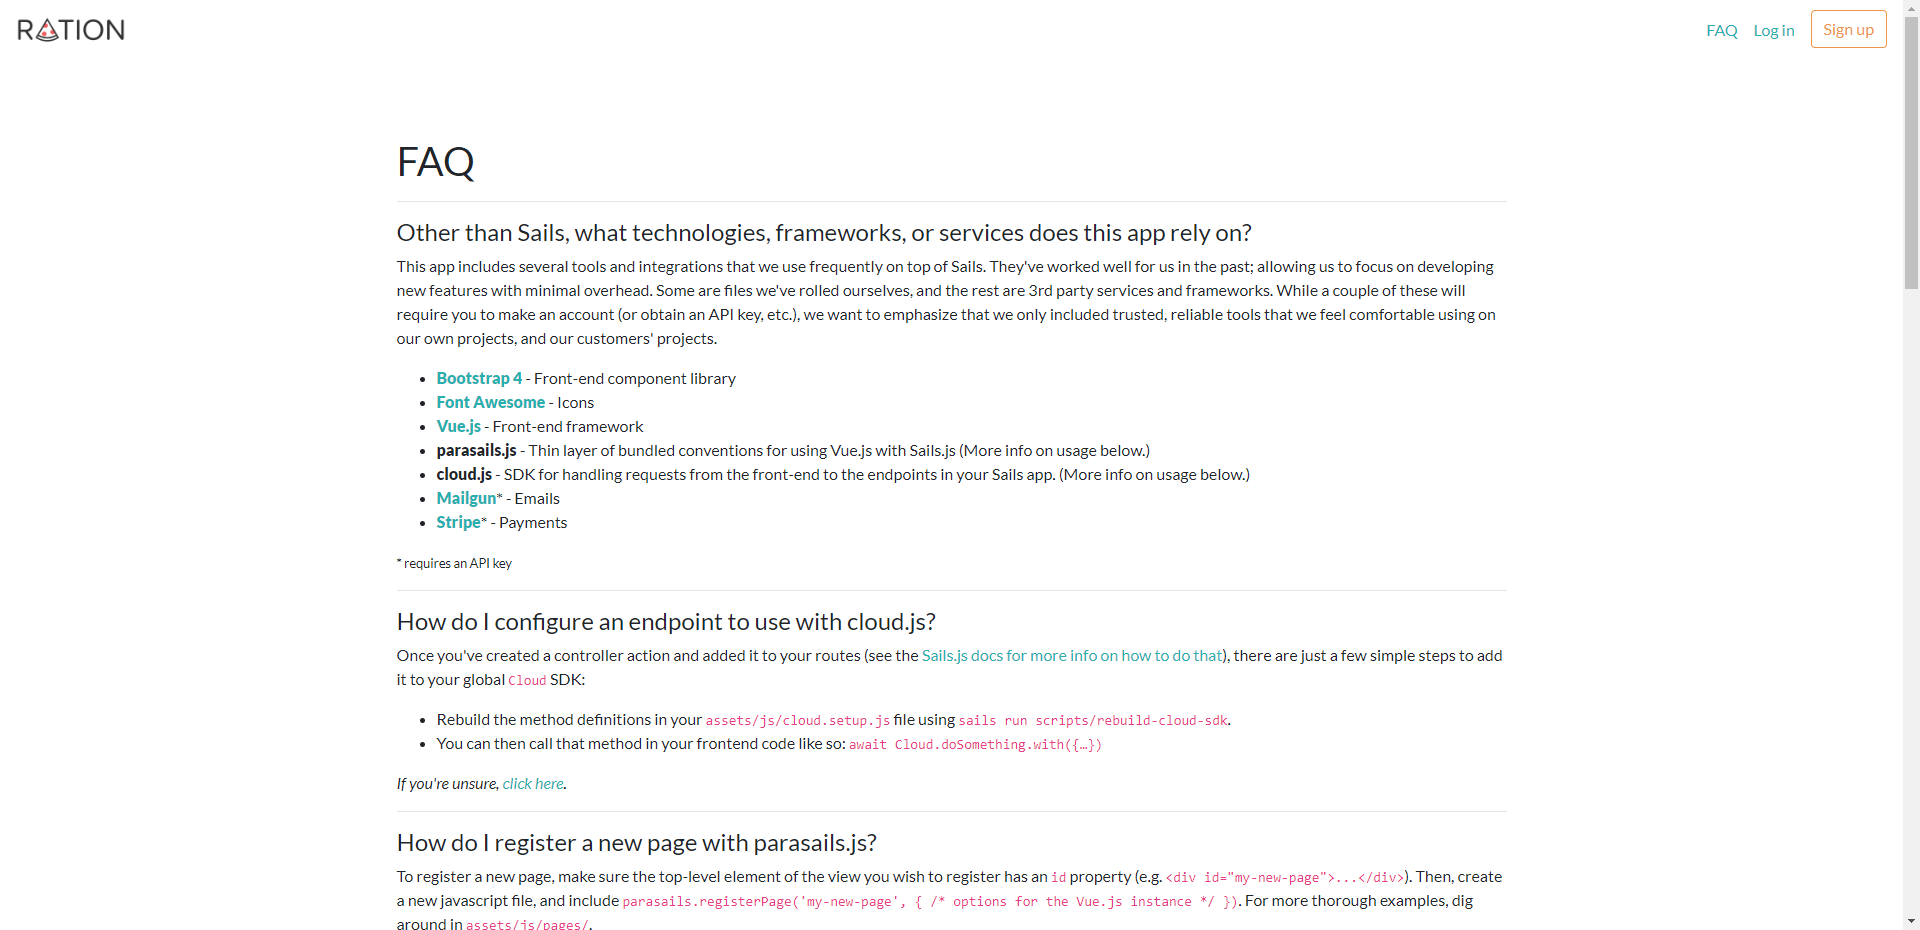 RATION
FAQ Log in Sign up
FAQ
Other than Sails, what technologies, frameworks, or services does this app rely on?
This app includes several tools and integrations that we use frequently on top of Sails. They've worked well for us in the past; allowing us to focus on developing
new features with minimal overhead. Some are files we've rolled ourselves, and the rest are 3rd party services and frameworks. While a couple of these will
require you to make an account (or obtain an API key, etc.), we want to emphasize that we only included trusted, reliable tools that we feel comfortable using on
our own projects, and our customers' projects.
• Bootstrap 4 - Front-end component library
• Font Awesome - Icons
• Vue.js - Front-end framework
• parasails.js - Thin layer of bundled conventions for using Vue.js with Sails.js (More info on usage below.)
• cloud.js - SDK for handling requests from the front-end to the endpoints in your Sails app. (More info on usage below.)
• Mailgun* - Emails
• Stripe* - Payments
* requires an API key
How do I configure an endpoint to use with cloud.js?
Once you've created a controller action and added it to your routes (see the Sails.js docs for more info on how to do that), there are just a few simple steps to add
it to your global Cloud SDK:
• Rebuild the method definitions in your assets/js/cloud.setup.js file using sails run scripts/rebuild-cloud-sdk.
• You can then call that method in your frontend code like so: await Cloud.doSomething.with({…})
If you're unsure, click here.
How do I register a new page with parasails.js?
To register a new page, make sure the top-level element of the view you wish to register has an id property (e.g. <div id="my-new-page">...</div>). Then, create
a new javascript file, and include parasails.registerPage('my-new-page', { /* options for the Vue.js instance */ }). For more thorough examples, dig
around in assets/js/pages/.